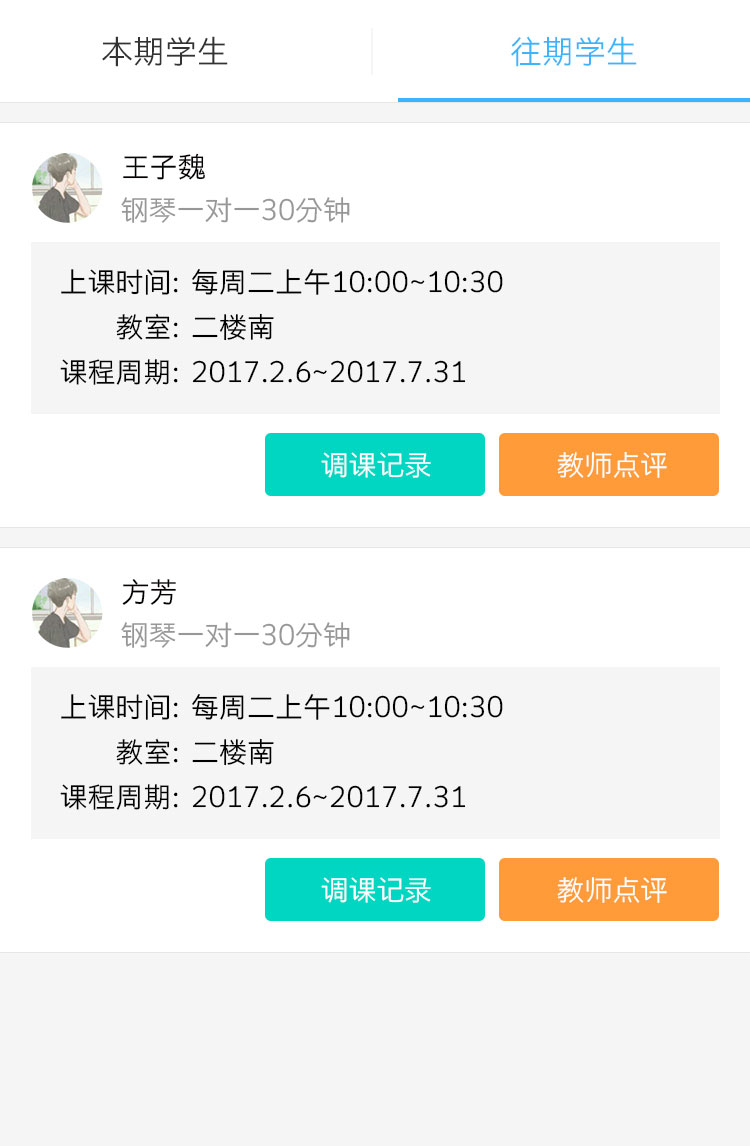 本期学生
往期学生
王子魏
钢琴一对一30分钟
上课时间: 每周二上午10:00~10:30
教室: 二楼南
课程周期: 2017.2.6~2017.7.31
调课记录
教师点评
方芳
钢琴一对一30分钟
上课时间: 每周二上午10:00~10:30
教室: 二楼南
课程周期: 2017.2.6~2017.7.31
调课记录
教师点评